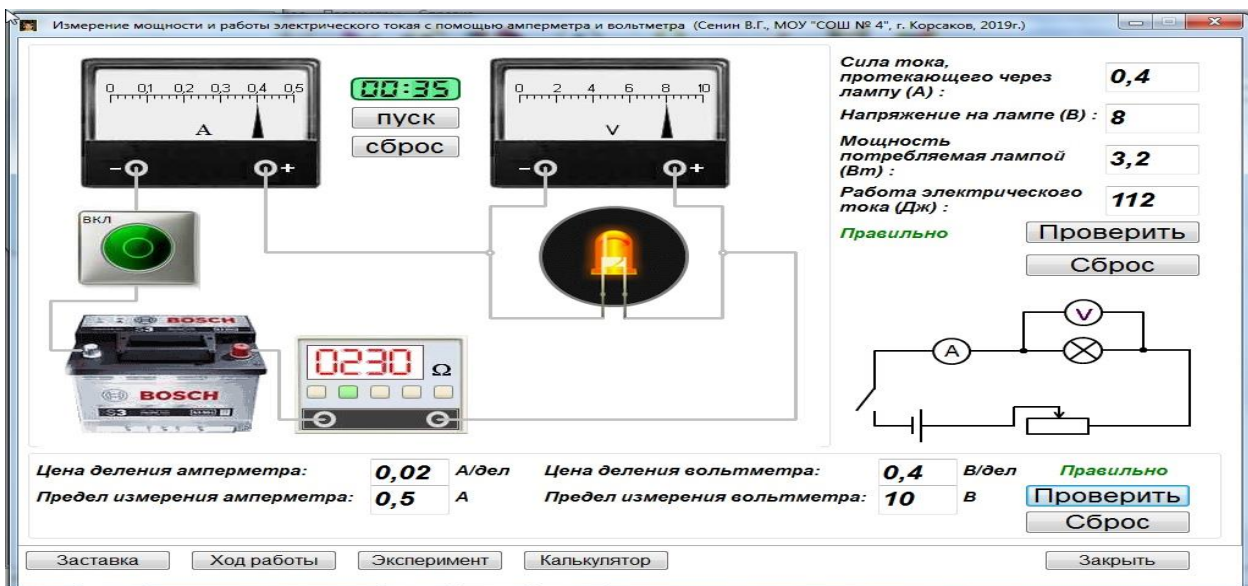 Измерение мощности и работы электрического токая с помощью амперметра и вольтметра (Сенин В.Г., МОУ "СОШ № 4", г. Корсаков, 2019г.)
0 0,1 0,2 0,3 0,4 0,5
A
- +
00:35
пуск
сброс
0 2 4 6 8 10
V
- +
Сила тока,
протекающего через
лампу (А) :
0,4
Напряжение на лампе (В) :
8
Мощность
потребляемая лампой
(Вт) :
3,2
Работа электрического
тока (Дж) :
112
Правильно
Проверить
Сброс
ВКЛ
S3 BOSCH
BOSCH
S3
0230 Ω
V
A
Цена деления амперметра: 0,02 А/дел Цена деления вольтметра: 0,4 В/дел Правильно
Предел измерения амперметра: 0,5 А Предел измерения вольтметра: 10 В Проверить
Сброс
Заставка Ход работы Эксперимент Калькулятор Закрыть